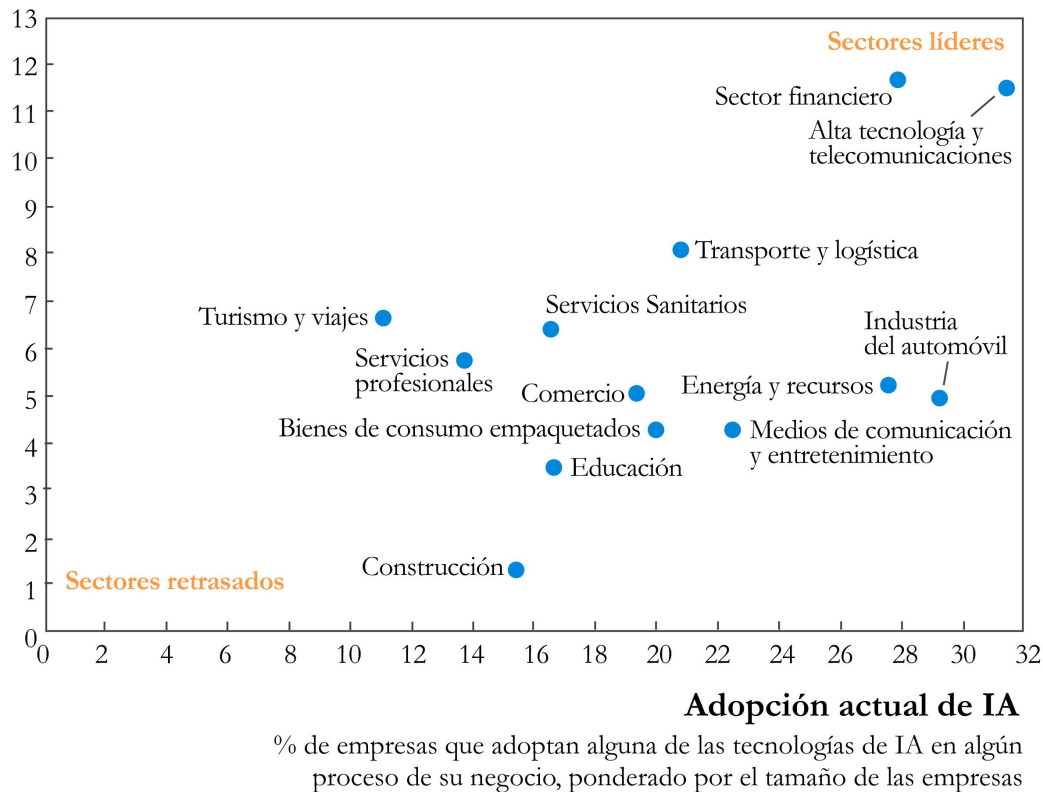 13
Sectores líderes
12
Sector financiero
11
Alta tecnología y
telecomunicaciones
10
9
8
Transporte y logística
7
Servicios Sanitarios
Turismo y viajes
Industria
del automóvil
6
Servicios
profesionales
Energía y recursos
5
Comercio
Bienes de consumo empaquetados
Medios de comunicación
y entretenimiento
4
Educación
3
2
Construcción
Sectores retrasados
1
0
0 2 4 6 8 10 12 14 16 18 20 22 24 26 28 30 32
Adopción actual de IA
% de empresas que adoptan alguna de las tecnologías de IA en algún
proceso de su negocio, ponderado por el tamaño de las empresas